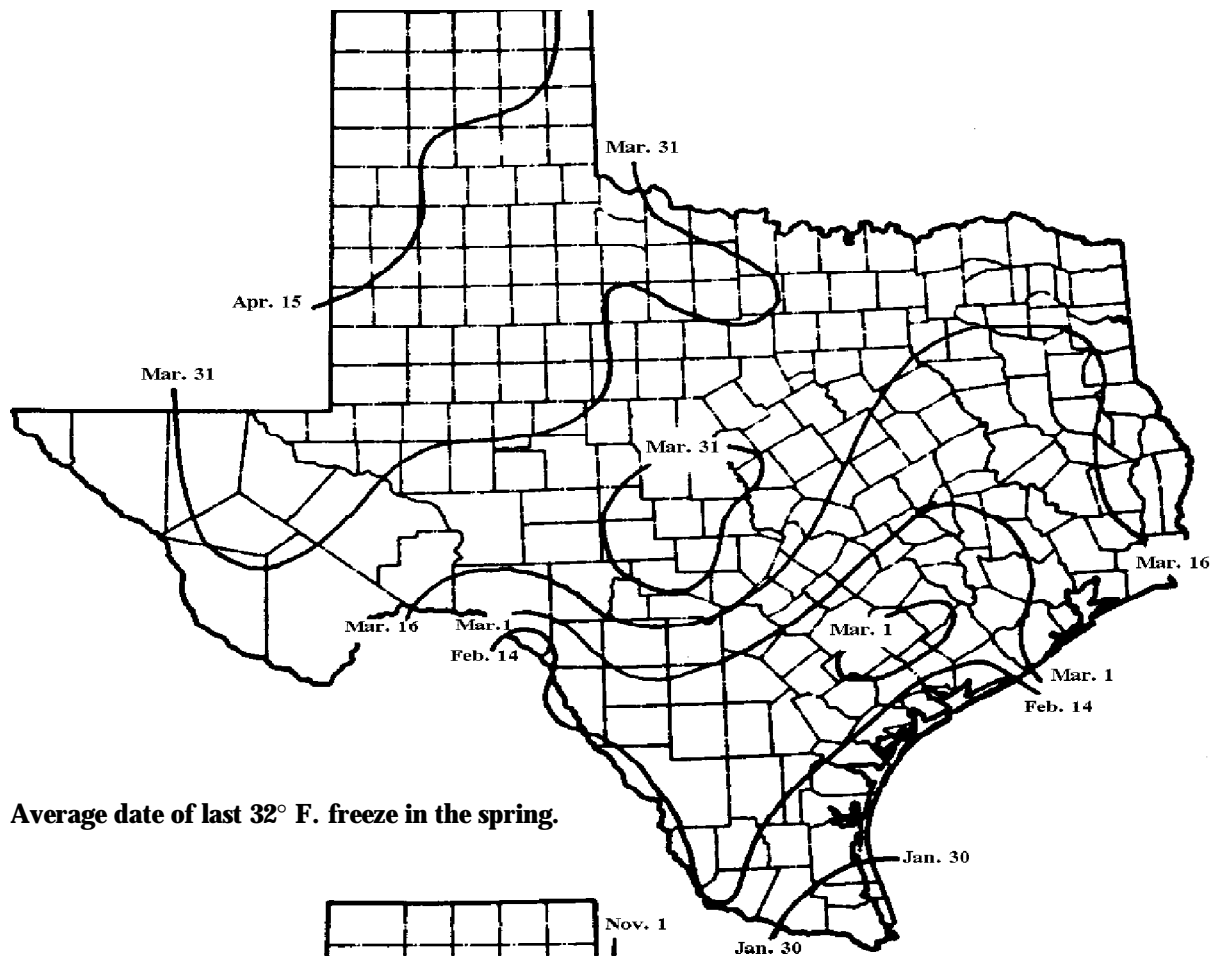 Mar. 31
Apr. 15
Mar. 31
Mar. 31
Mar. 16
Mar. 16
Mar.1
Mar. 1
Feb. 14
Mar. 1
Feb. 14
Average date of last 32° F. freeze in the spring.
Jan. 30
Nov. 1
Jan. 30